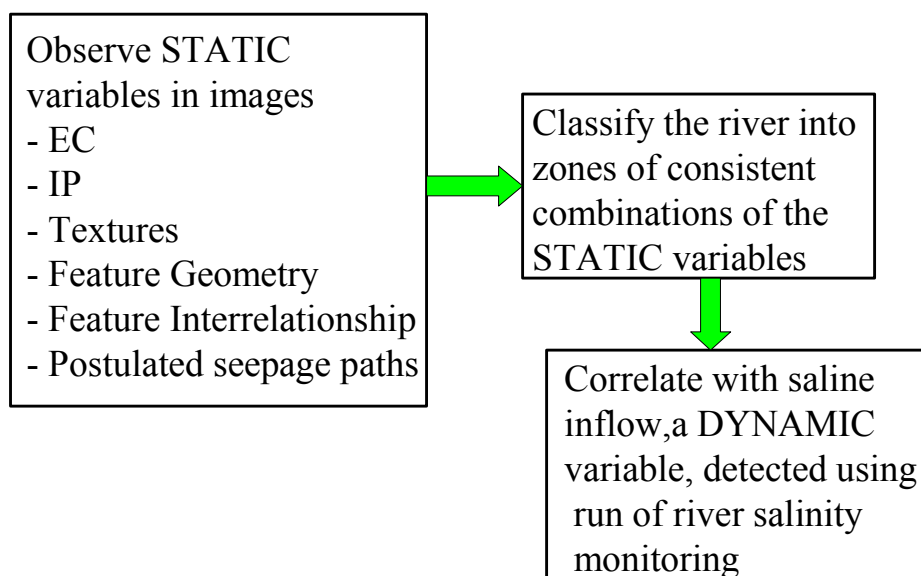 Observe STATIC
variables in images
- EC
- IP
- Textures
- Feature Geometry
- Feature Interrelationship
- Postulated seepage paths
Classify the river into
zones of consistent
combinations of the
STATIC variables
Correlate with saline
inflow,a DYNAMIC
variable, detected using
run of river salinity
monitoring